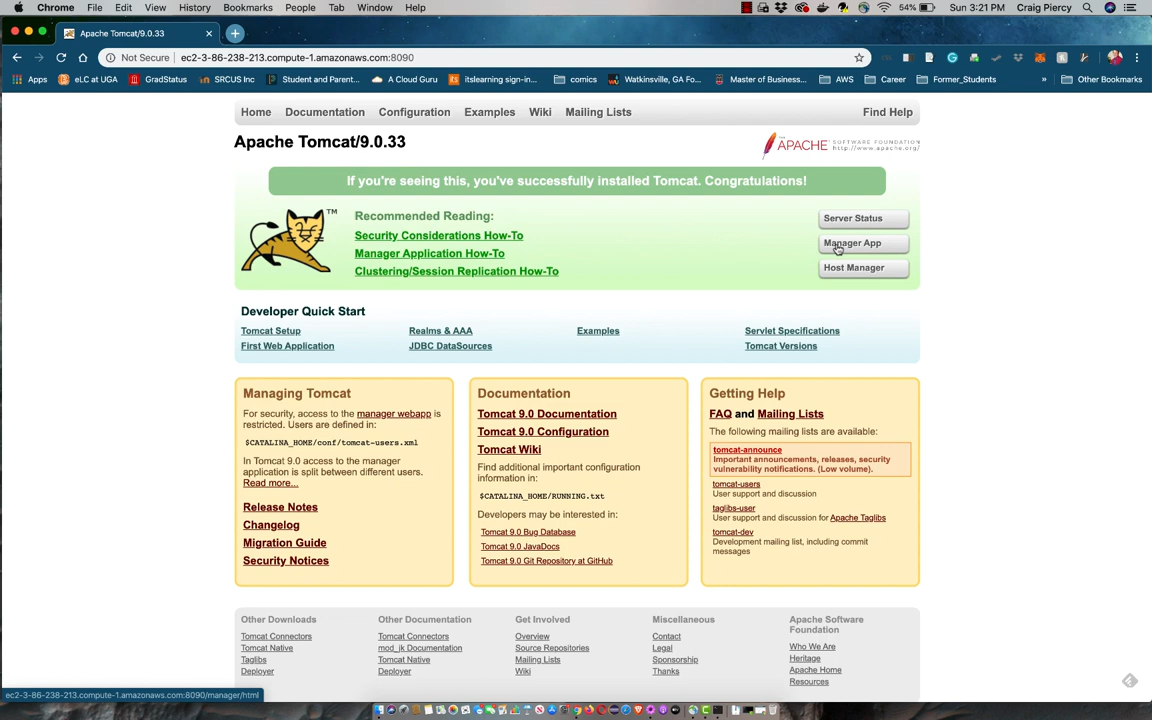 Chrome File Edit View History Bookmarks People Tab Window Help 54% Sun 3:21 PM Craig Piercy
Apache Tomcat/9.0.33
Not Secure ec2-3-86-238-213.compute-1.amazonaws.com:8090
Apps eLC at UGA GradStatus SRCUS Inc Student and Parent... A Cloud Guru itslearning sign-in... comics Watkinsville, GA Fo... Master of Business... AWS Career Former_Students » Other Bookmarks
Home Documentation Configuration Examples Wiki Mailing Lists Find Help
Apache Tomcat/9.0.33
THE APACHE SOFTWARE FOUNDATION
http://www.apache.org/
If you're seeing this, you've successfully installed Tomcat. Congratulations!
TM
Recommended Reading:
Security Considerations How-To
Manager Application How-To
Clustering/Session Replication How-To
Server Status
Manager App
Host Manager
Developer Quick Start
Tomcat Setup
First Web Application
Realms & AAA
JDBC DataSources
Examples
Servlet Specifications
Tomcat Versions
Managing Tomcat
For security, access to the manager webapp is
restricted. Users are defined in:
$CATALINA_HOME/conf/tomcat-users.xml
In Tomcat 9.0 access to the manager
application is split between different users.
Read more...
Release Notes
Changelog
Migration Guide
Security Notices
Documentation
Tomcat 9.0 Documentation
Tomcat 9.0 Configuration
Tomcat Wiki
Find additional important configuration
information in:
$CATALINA_HOME/RUNNING.txt
Developers may be interested in:
Tomcat 9.0 Bug Database
Tomcat 9.0 JavaDocs
Tomcat 9.0 Git Repository at GitHub
Getting Help
FAQ and Mailing Lists
The following mailing lists are available:
tomcat-announce
Important announcements, releases, security
vulnerability notifications. (Low volume).
tomcat-users
User support and discussion
taglibs-user
User support and discussion for Apache Taglibs
tomcat-dev
Development mailing list, including commit
messages
Other Downloads
Tomcat Connectors
Tomcat Native
Taglibs
Deployer
Other Documentation
Tomcat Connectors
mod_jk Documentation
Tomcat Native
Deployer
Get Involved
Overview
Source Repositories
Mailing Lists
Wiki
Miscellaneous
Contact
Legal
Sponsorship
Thanks
Apache Software
Foundation
Who We Are
Heritage
Apache Home
Resources
ec2-3-86-238-213.compute-1.amazonaws.com:8090/manager/html